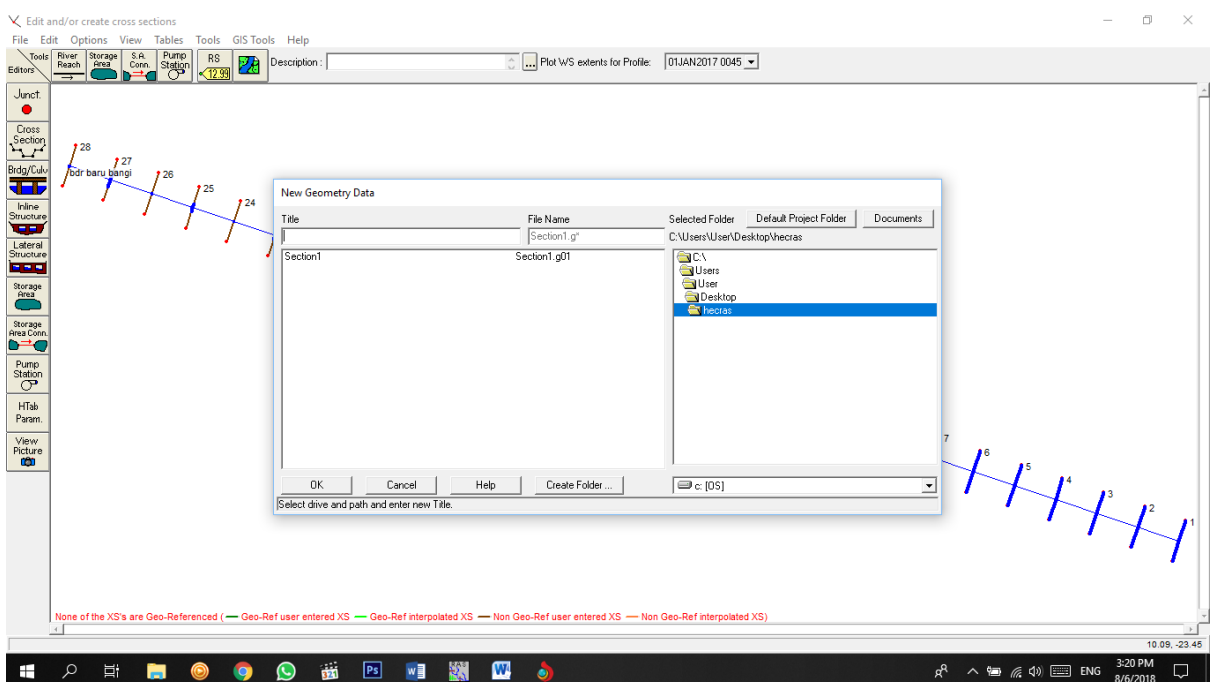 Edit and/or create cross sections
File Edit Options View Tables Tools GIS Tools Help
Tools
Editors
River Reach
Storage Area
S.A. Conn.
Pump Station
RS
12.99
Description :
...
Plot WS extents for Profile:
01JAN2017 0045
Junct.
Cross Section
Brdg/Culv
Inline Structure
Lateral Structure
Storage Area
Storage Area Conn.
Pump Station
HTab Param.
View Picture
28
27
bdr baru bangi
26
25
24
New Geometry Data
Title File Name Selected Folder Default Project Folder Documents
Section1.g* C:\Users\User\Desktop\hecras
Section1 Section1.g01
C:\
Users
User
Desktop
hecras
OK Cancel Help Create Folder ... c: [OS]
Select drive and path and enter new Title.
7
6
5
4
3
2
1
None of the XS's are Geo-Referenced ( — Geo-Ref user entered XS — Geo-Ref interpolated XS — Non Geo-Ref user entered XS — Non Geo-Ref interpolated XS)
10.09, -23.45
321
Ps
ENG
3:20 PM
8/6/2018